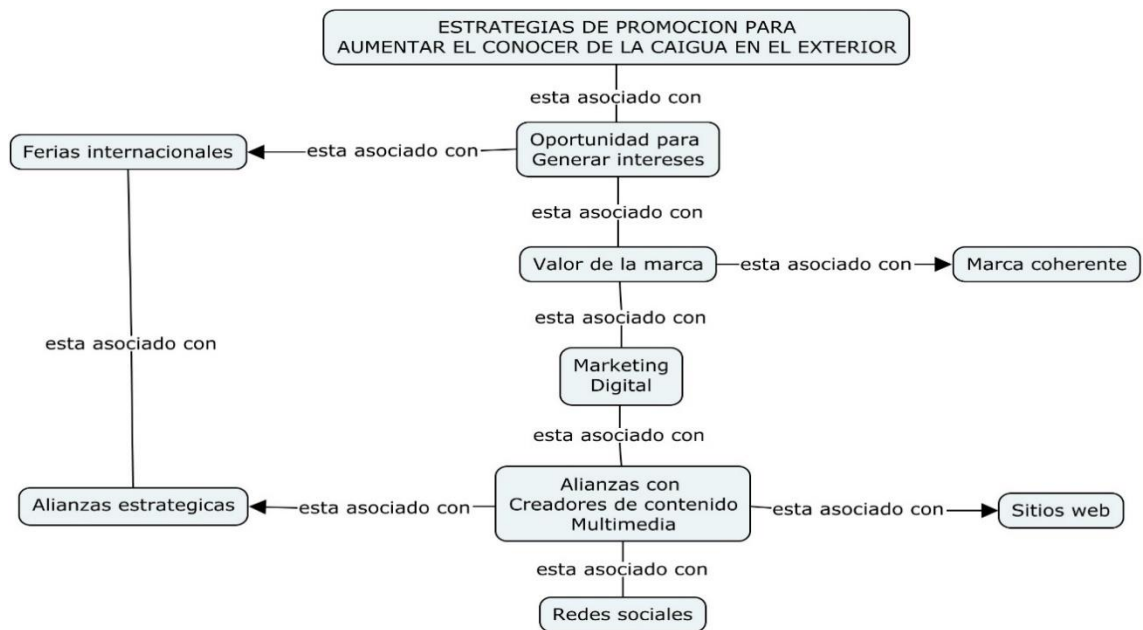 ESTRATEGIAS DE PROMOCION PARA
AUMENTAR EL CONOCER DE LA CAIGUA EN EL EXTERIOR
esta asociado con
Ferias internacionales
esta asociado con
Oportunidad para
Generar intereses
esta asociado con
Valor de la marca
esta asociado con
Marca coherente
esta asociado con
esta asociado con
Marketing
Digital
esta asociado con
Alianzas estrategicas
esta asociado con
Alianzas con
Creadores de contenido
Multimedia
esta asociado con
Sitios web
esta asociado con
Redes sociales